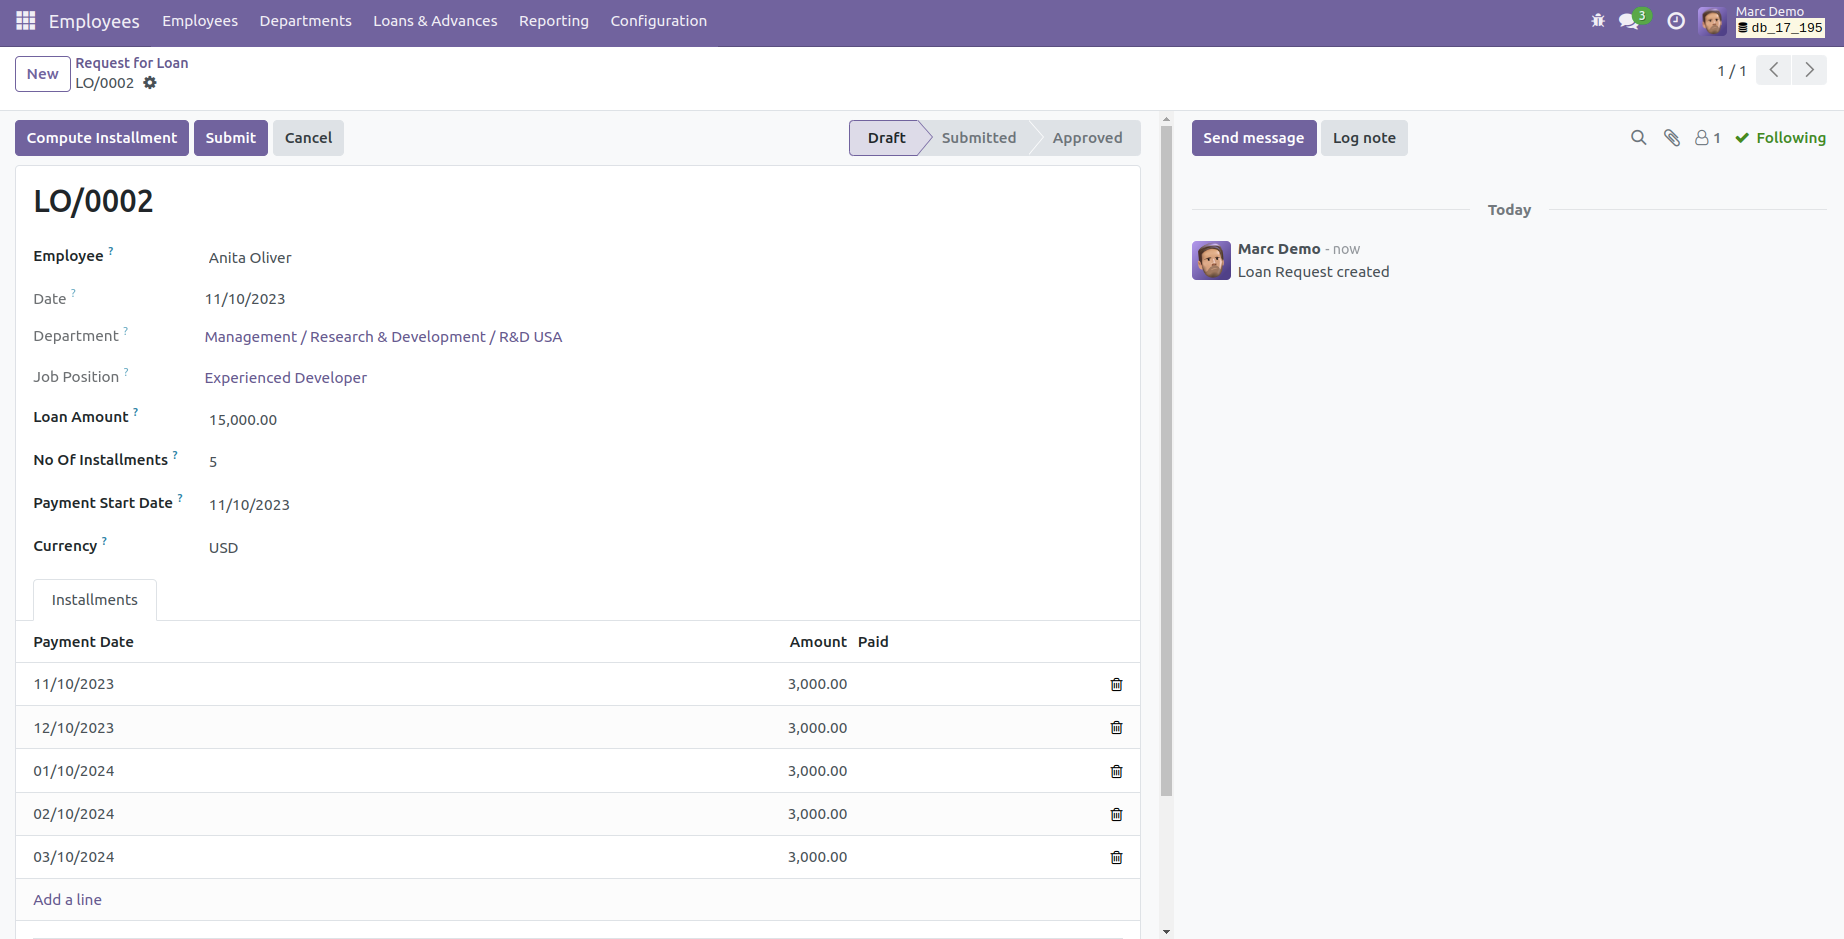 Employees Employees Departments Loans & Advances Reporting Configuration 3 Marc Demo
db_17_195
New Request for Loan
LO/0002
1 / 1
Compute Installment Submit Cancel Draft Submitted Approved
Send message Log note 1 Following
LO/0002
Employee ? Anita Oliver
Date ? 11/10/2023
Department ? Management / Research & Development / R&D USA
Job Position ? Experienced Developer
Loan Amount ? 15,000.00
No Of Installments ? 5
Payment Start Date ? 11/10/2023
Currency ? USD
Installments
Payment Date Amount Paid
11/10/2023 3,000.00
12/10/2023 3,000.00
01/10/2024 3,000.00
02/10/2024 3,000.00
03/10/2024 3,000.00
Add a line
Today
Marc Demo - now
Loan Request created